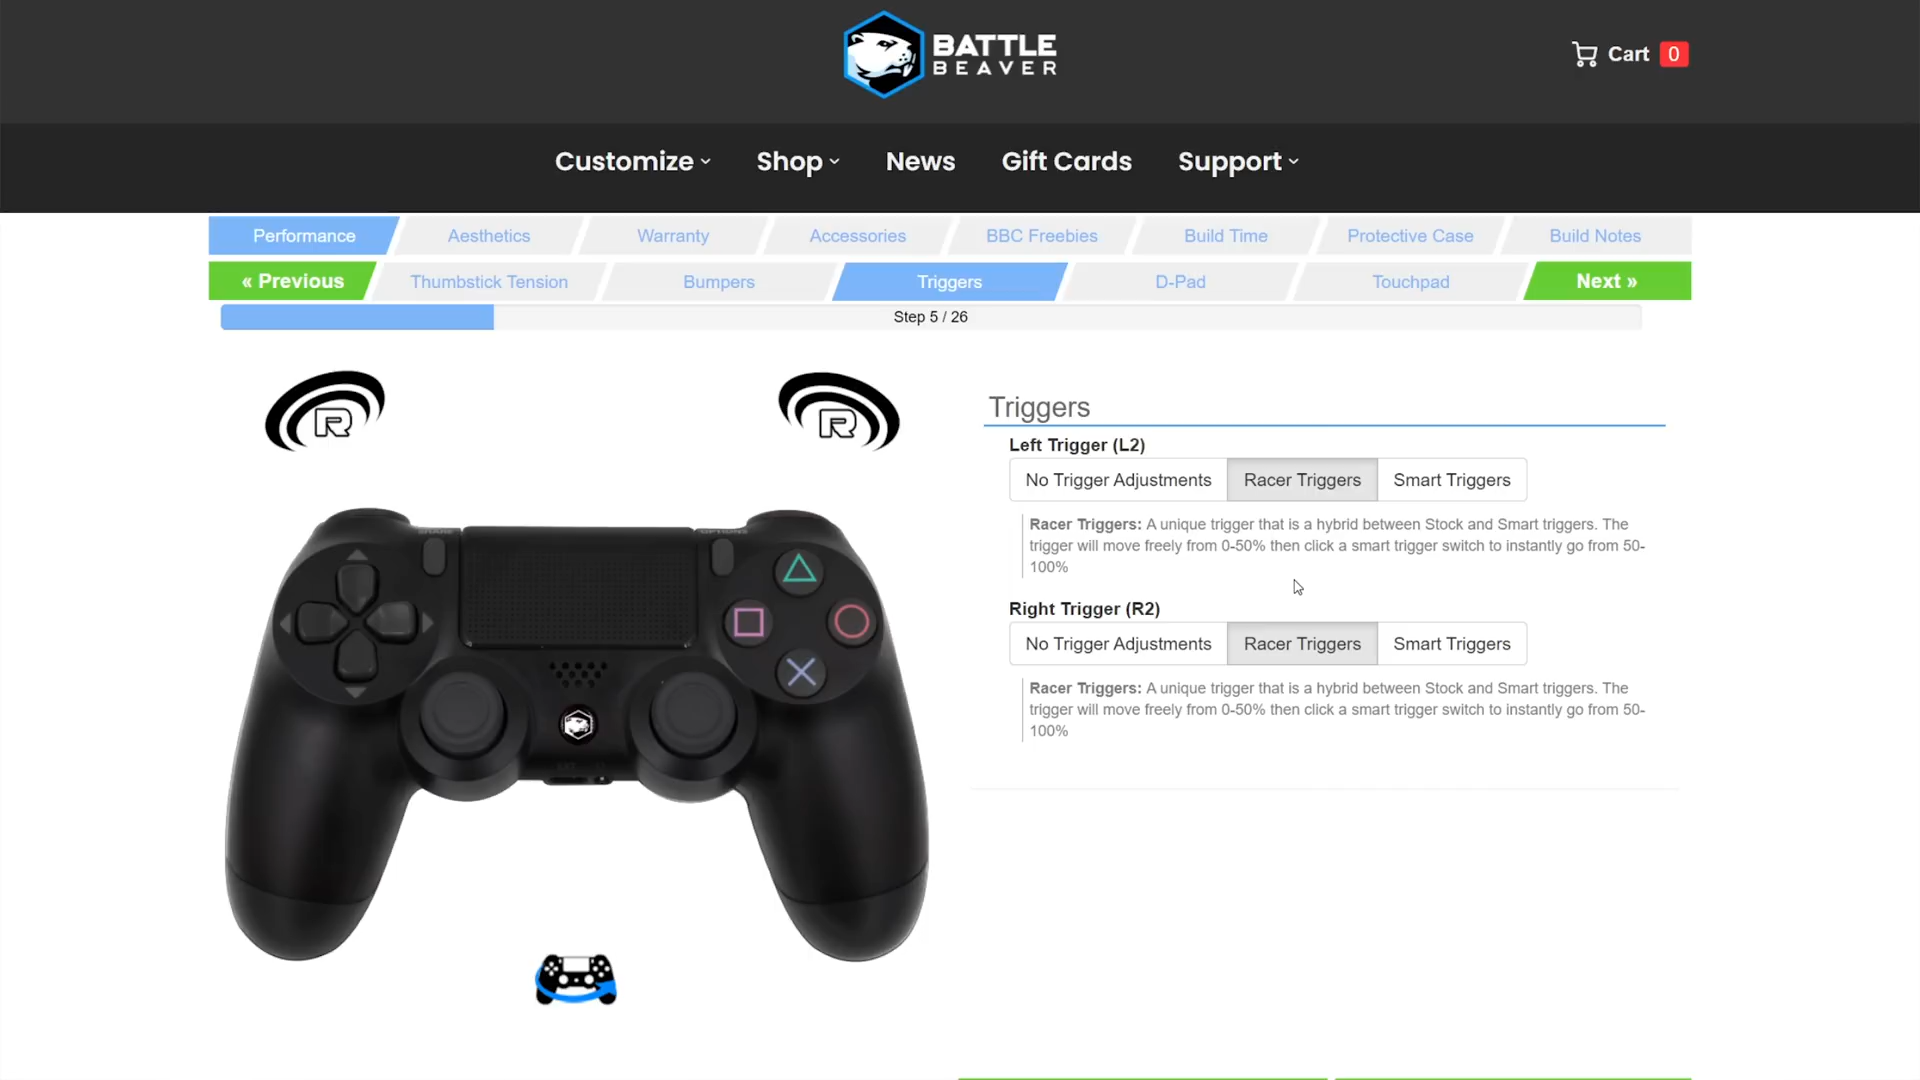 BATTLE
BEAVER
Cart 0
Customize Shop News Gift Cards Support
Performance Aesthetics Warranty Accessories BBC Freebies Build Time Protective Case Build Notes
« Previous Thumbstick Tension Bumpers Triggers D-Pad Touchpad Next »
Step 5 / 26
R R
Triggers
Left Trigger (L2)
No Trigger Adjustments Racer Triggers Smart Triggers
Racer Triggers: A unique trigger that is a hybrid between Stock and Smart triggers. The
trigger will move freely from 0-50% then click a smart trigger switch to instantly go from 50-
100%
Right Trigger (R2)
No Trigger Adjustments Racer Triggers Smart Triggers
Racer Triggers: A unique trigger that is a hybrid between Stock and Smart triggers. The
trigger will move freely from 0-50% then click a smart trigger switch to instantly go from 50-
100%
SHARE OPTIONS